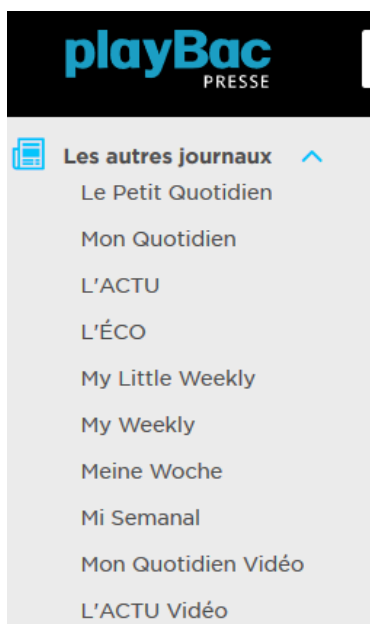 playBac
PRESSE
Les autres journaux
Le Petit Quotidien
Mon Quotidien
L'ACTU
L'ÉCO
My Little Weekly
My Weekly
Meine Woche
Mi Semanal
Mon Quotidien Vidéo
L'ACTU Vidéo